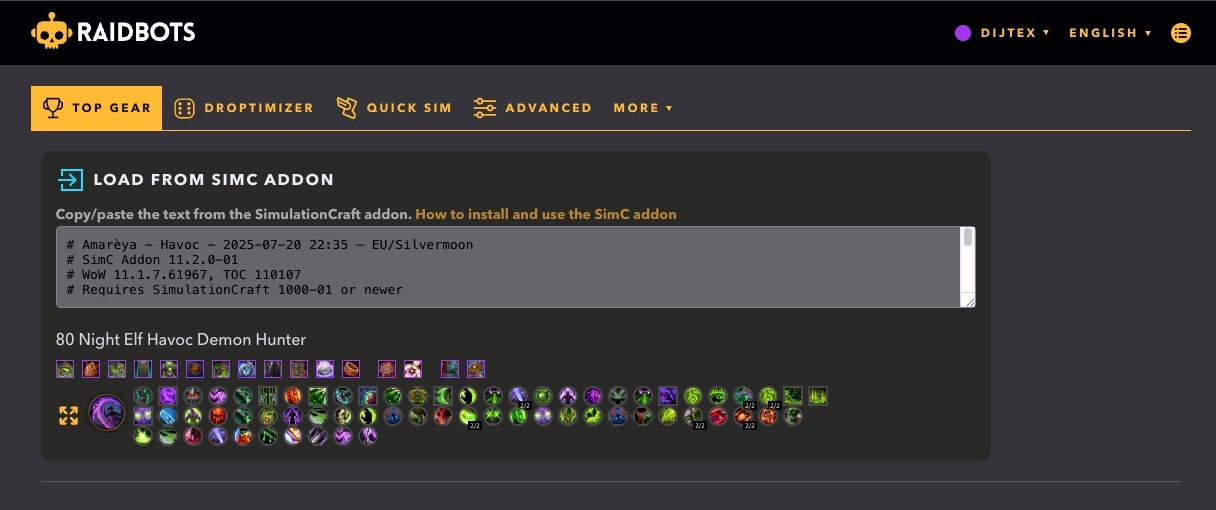 RAIDBOTS
DIJTEX
ENGLISH
TOP GEAR
DROPTIMIZER
QUICK SIM
ADVANCED
MORE
LOAD FROM SIMC ADDON
Copy/paste the text from the SimulationCraft addon. How to install and use the SimC addon
# Amarèya - Havoc - 2025-07-20 22:35 - EU/Silvermoon
# SimC Addon 11.2.0-01
# WoW 11.1.7.61967, TOC 110107
# Requires SimulationCraft 1000-01 or newer
80 Night Elf Havoc Demon Hunter
2/2
2/2
2/2
2/2
2/2
2/2